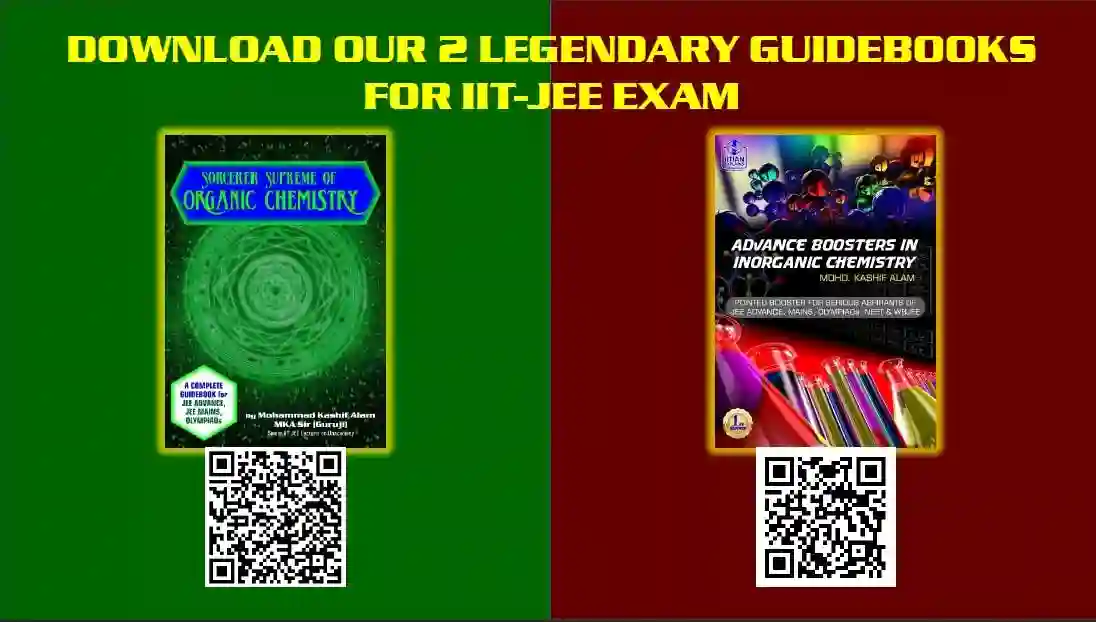 DOWNLOAD OUR 2 LEGENDARY GUIDEBOOKS
FOR IIT-JEE EXAM
SORCERER SUPREME OF
ORGANIC CHEMISTRY
A COMPLETE
GUIDEBOOK for
JEE ADVANCE,
JEE MAINS,
OLYMPIADs
By Mohammad Kashif Alam
MKA Sir (Guruji)
IITIAN
ADVANCE BOOSTERS IN
INORGANIC CHEMISTRY
MOHD. KASHIF ALAM
POINTED BOOSTER FOR SERIOUS ASPIRANTS OF
JEE ADVANCE, MAINS, OLYMPIADs NEET & WBJEE